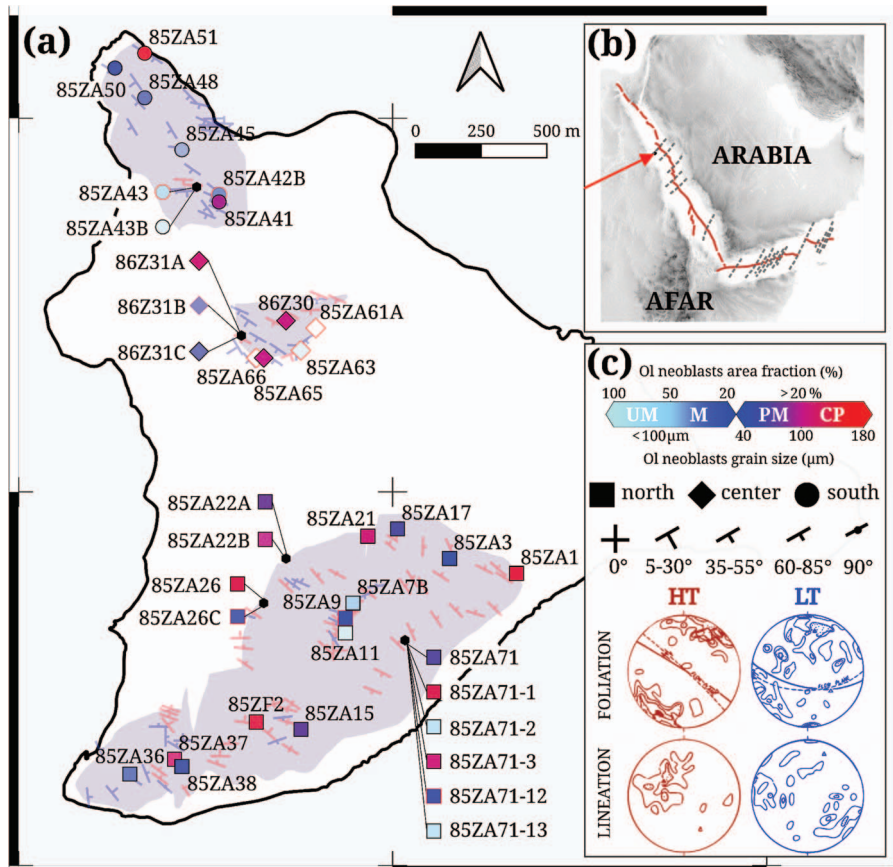 (a)
85ZA51
85ZA50
85ZA48
85ZA45
85ZA43
85ZA42B
85ZA41
85ZA43B
86Z31A
86Z31B
86Z31C
86Z30
85ZA61A
85ZA63
85ZA66
85ZA65
0 250 500 m
85ZA22A
85ZA22B
85ZA21
85ZA17
85ZA3
85ZA1
85ZA26
85ZA26C
85ZA9
85ZA7B
85ZA11
85ZA71
85ZA71-1
85ZA71-2
85ZA71-3
85ZA71-12
85ZA71-13
85ZF2
85ZA15
85ZA36
85ZA37
85ZA38
(b)
ARABIA
AFAR
(c)
Ol neoblasts area fraction (%)
100 50 20 >20 %
UM M PM CP
<100μm 40 100 180
Ol neoblasts grain size (μm)
north center south
0° 5-30° 35-55° 60-85° 90°
HT LT
FOLIATION
LINEATION